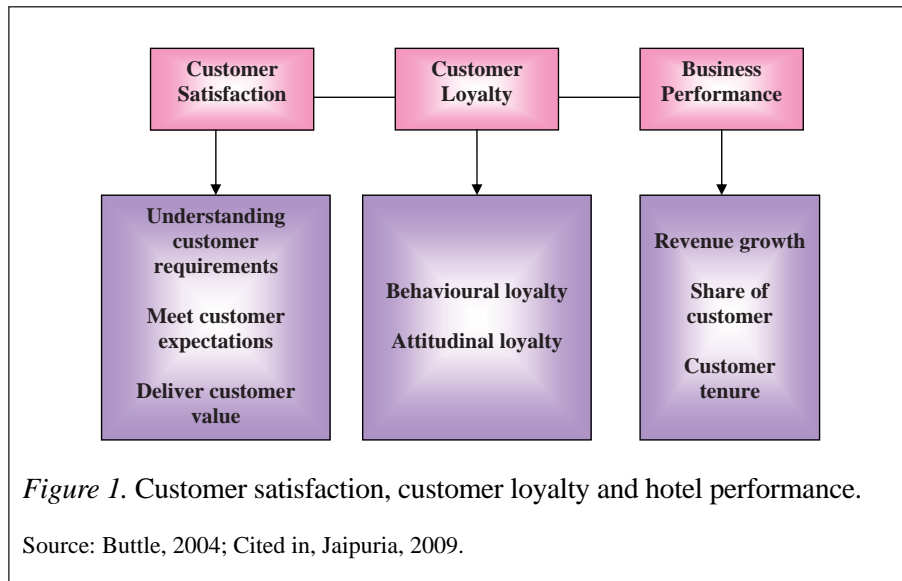 Customer
Satisfaction
Customer
Loyalty
Business
Performance
Understanding
customer
requirements
Meet customer
expectations
Deliver customer
value
Behavioural loyalty
Attitudinal loyalty
Revenue growth
Share of
customer
Customer
tenure
Figure 1. Customer satisfaction, customer loyalty and hotel performance.
Source: Buttle, 2004; Cited in, Jaipuria, 2009.